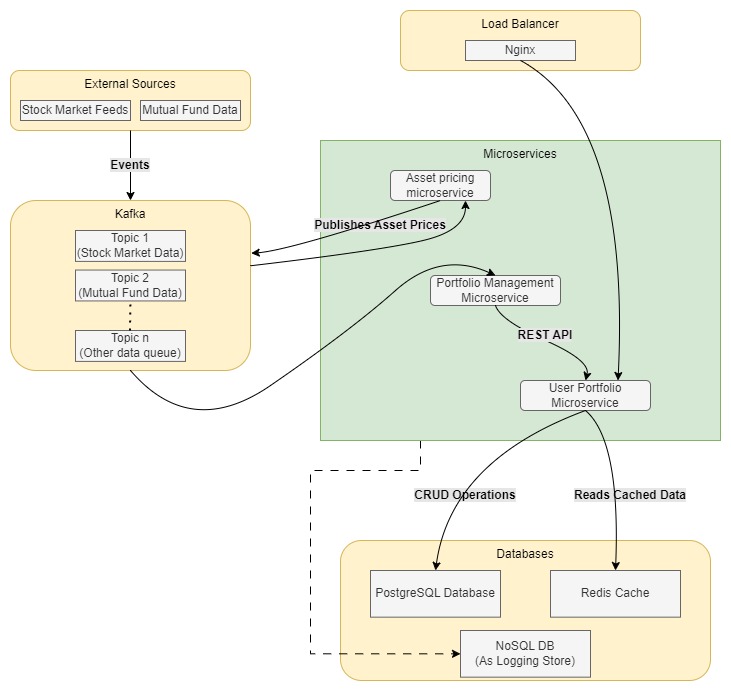 Load Balancer
Nginx
External Sources
Stock Market Feeds
Mutual Fund Data
Events
Microservices
Asset pricing
microservice
Publishes Asset Prices
Kafka
Topic 1
(Stock Market Data)
Topic 2
(Mutual Fund Data)
Topic n
(Other data queue)
Portfolio Management
Microservice
REST API
User Portfolio
Microservice
CRUD Operations
Reads Cached Data
Databases
PostgreSQL Database
Redis Cache
NoSQL DB
(As Logging Store)